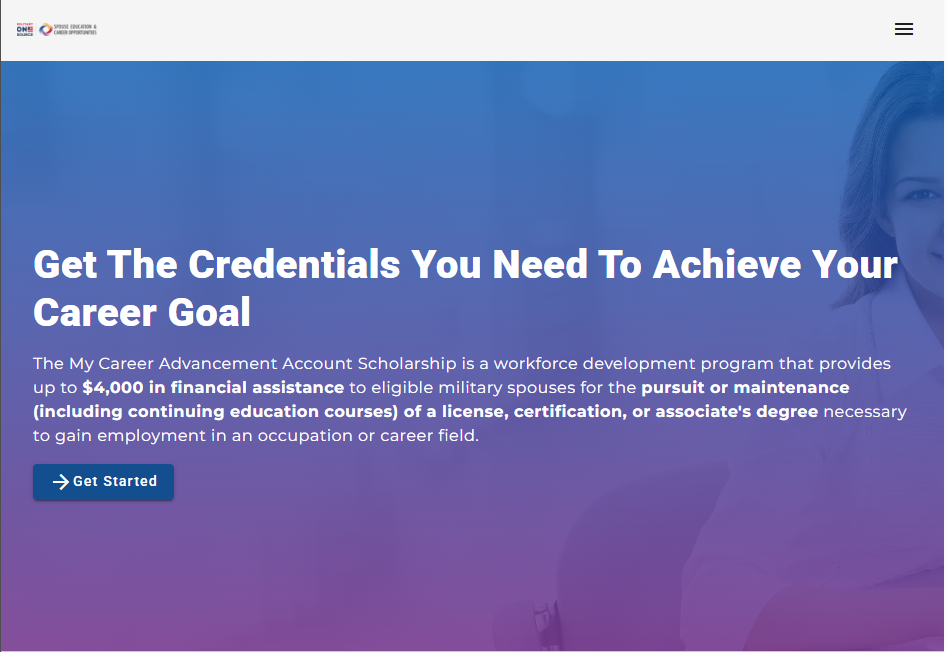 MILITARY
ONE
SOURCE
SPOUSE EDUCATION &
CAREER OPPORTUNITIES
Get The Credentials You Need To Achieve Your
Career Goal
The My Career Advancement Account Scholarship is a workforce development program that provides
up to $4,000 in financial assistance to eligible military spouses for the pursuit or maintenance
(including continuing education courses) of a license, certification, or associate's degree necessary
to gain employment in an occupation or career field.
Get Started